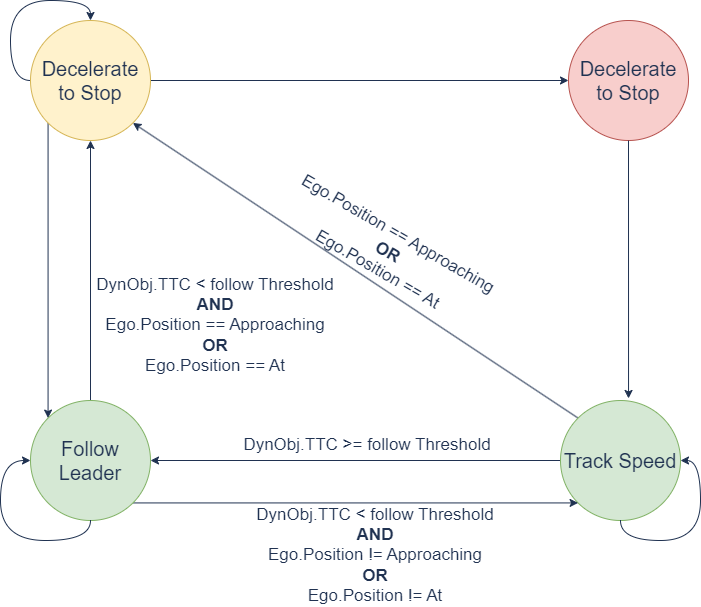 Decelerate
to Stop
Decelerate
to Stop
Ego.Position == Approaching
OR
Ego.Position == At
DynObj.TTC < follow Threshold
AND
Ego.Position == Approaching
OR
Ego.Position == At
Follow
Leader
DynObj.TTC >= follow Threshold
Track Speed
DynObj.TTC < follow Threshold
AND
Ego.Position != Approaching
OR
Ego.Position != At